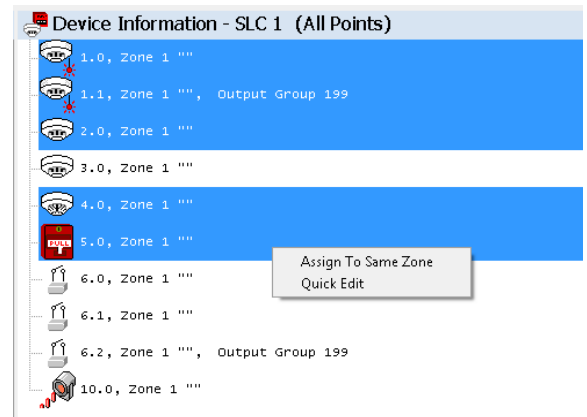 Device Information - SLC 1 (All Points)
1.0, Zone 1 ""
1.1, Zone 1 "", Output Group 199
2.0, Zone 1 ""
3.0, Zone 1 ""
4.0, Zone 1 ""
PULL 5.0, Zone 1 ""
Assign To Same Zone
6.0, Zone 1 ""
Quick Edit
6.1, Zone 1 ""
6.2, Zone 1 "", Output Group 199
10.0, Zone 1 ""